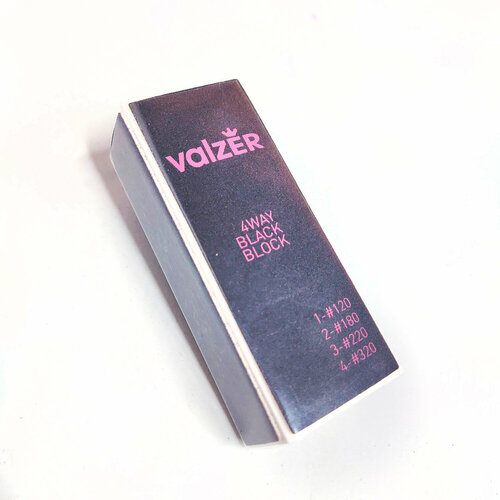 valzER
4WAY
BLACK
BLOCK
1-#120
2-#180
3-#220
4-#320